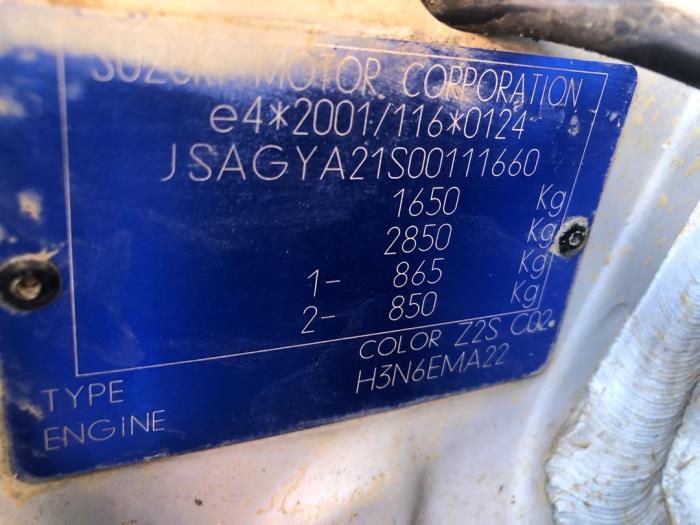 SUZUKI MOTOR CORPORATION
e4*2001/116*0124
JSAGYA21S00111660
1650 Kg
2850 Kg
1- 865 Kg
2- 850 Kg
COLOR Z2S C02
TYPE H3N6EMA22
ENGINE